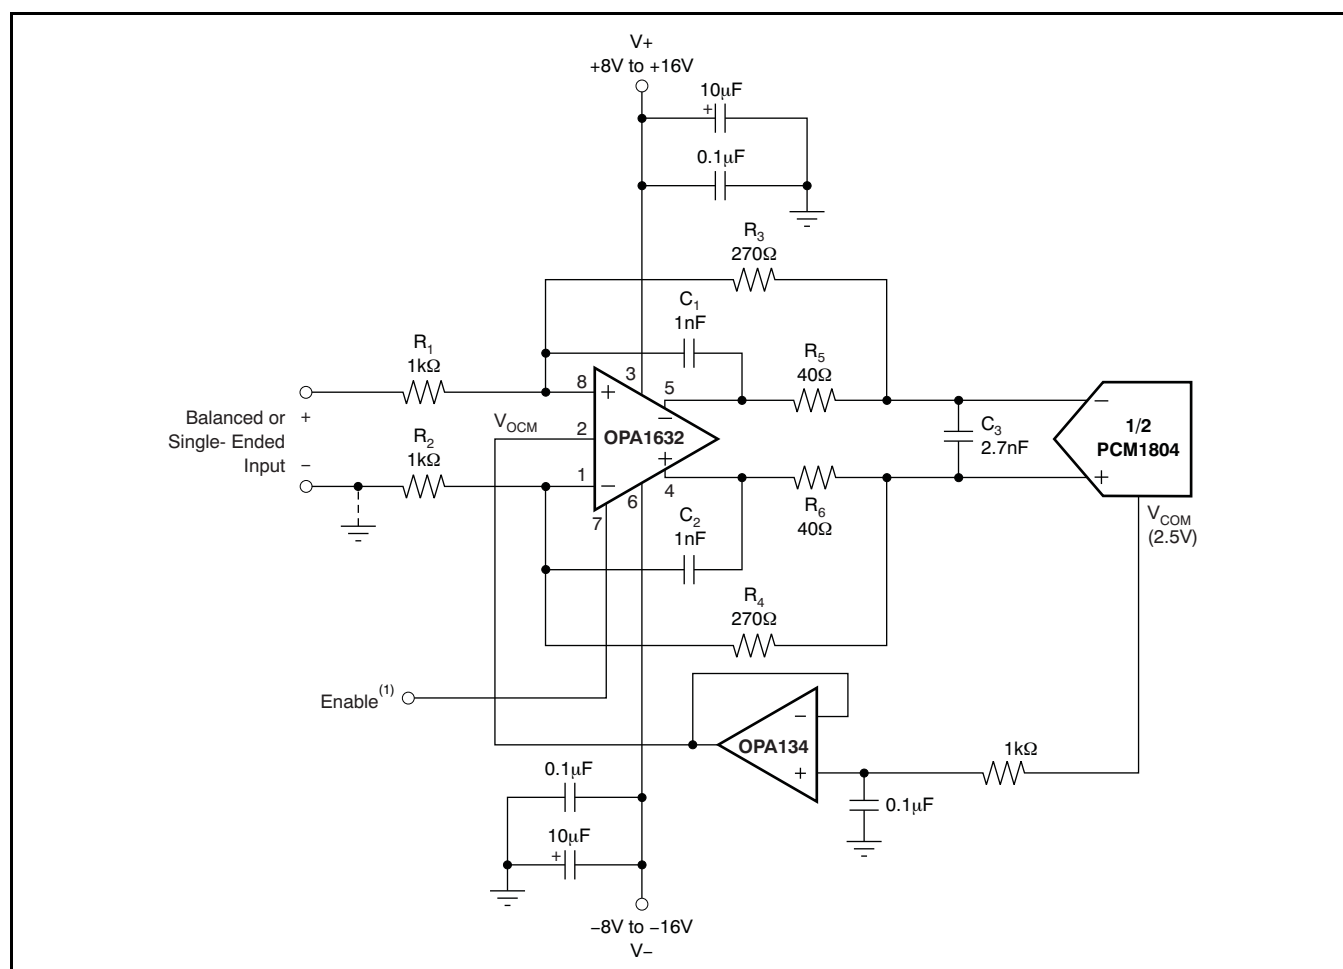 V+
+8V to +16V
10μF
+
0.1μF
R3
270Ω
C1
1nF
R1
1kΩ
R5
40Ω
3
5
8
+
−
Balanced or
Single- Ended
Input
+
−
VOCM
2
OPA1632
R2
1kΩ
1
−
+
4
6
7
C2
1nF
R6
40Ω
C3
2.7nF
−
1/2
PCM1804
+
VCOM
(2.5V)
R4
270Ω
Enable(1)
−
OPA134
+
1kΩ
0.1μF
0.1μF
10μF
+
−8V to −16V
V−